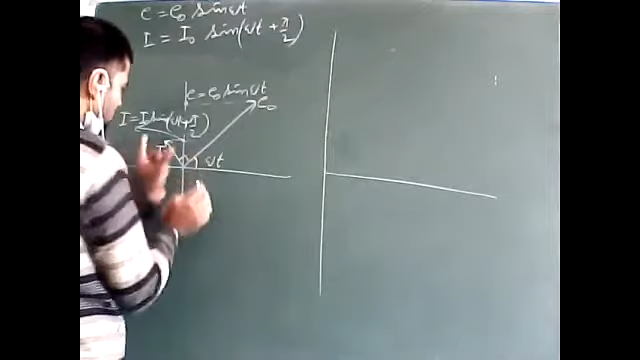 e = e₀ sin ωt
I = I₀ sin(ωt + π/2)
e = e₀ sin ωt
e₀
I = I₀ sin(ωt + π/2)
ωt